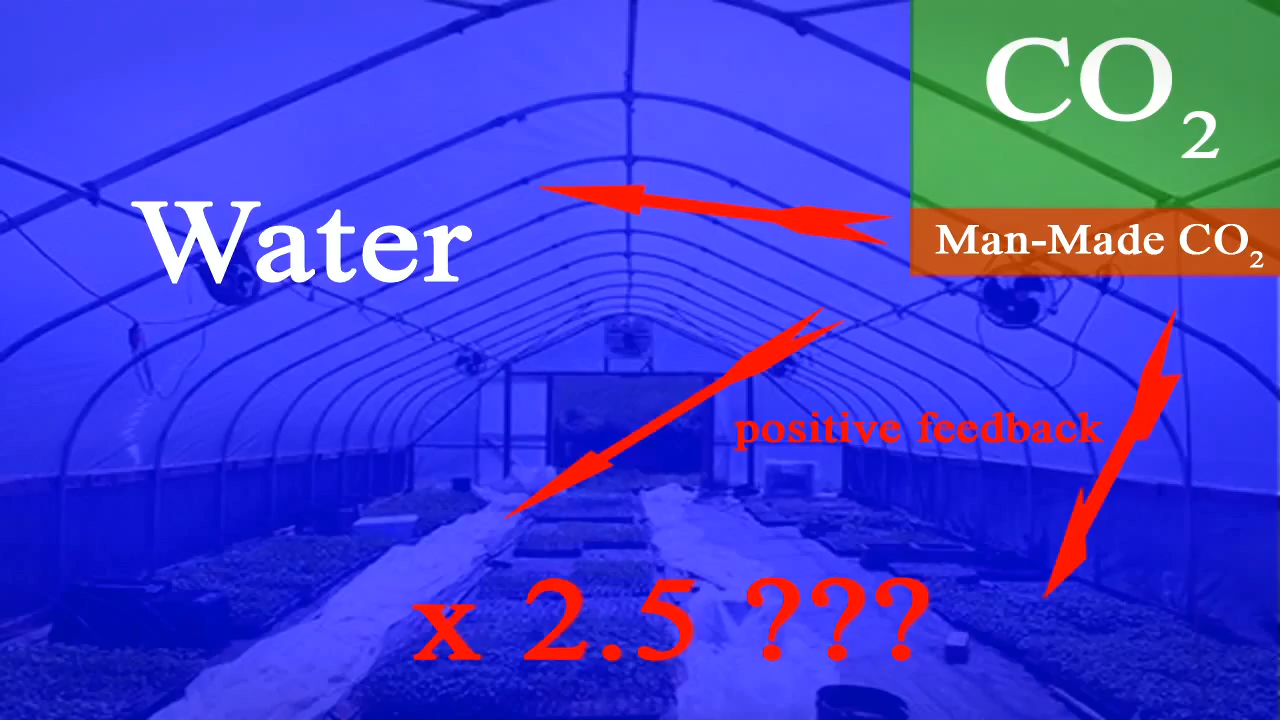 CO₂
Water
Man-Made CO₂
positive feedback
x 2.5 ???